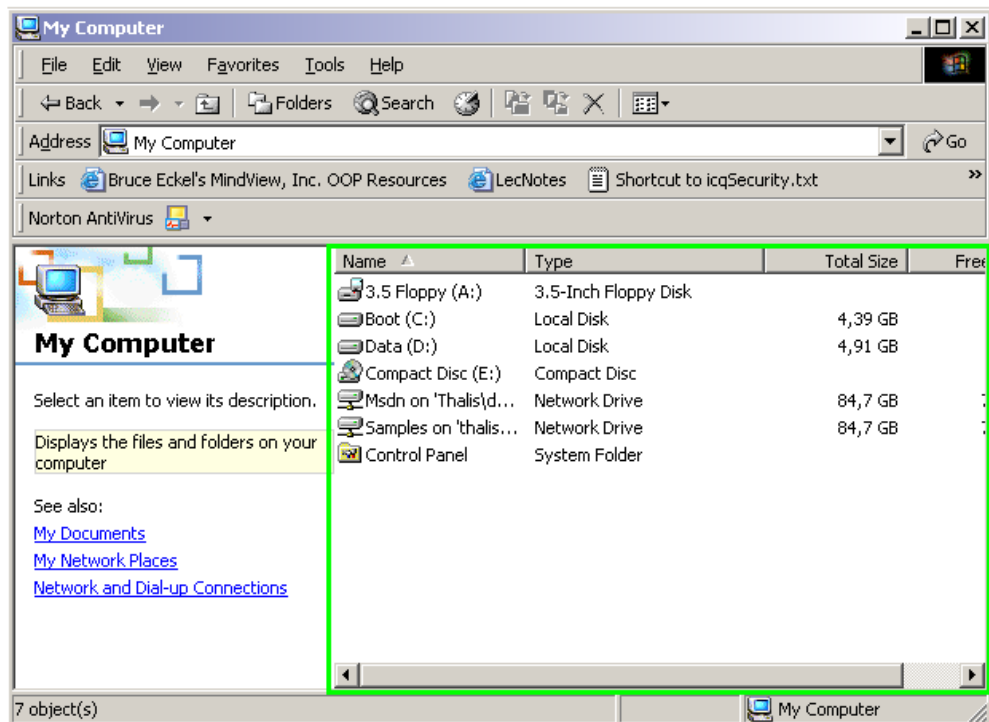 My Computer
File Edit View Favorites Tools Help
Back Folders Search
Address My Computer Go
Links Bruce Eckel's MindView, Inc. OOP Resources LecNotes Shortcut to icqSecurity.txt »
Norton AntiVirus
My Computer
Select an item to view its description.
Displays the files and folders on your
computer
See also:
My Documents
My Network Places
Network and Dial-up Connections
Name Type Total Size Free
3.5 Floppy (A:) 3.5-Inch Floppy Disk
Boot (C:) Local Disk 4,39 GB
Data (D:) Local Disk 4,91 GB
Compact Disc (E:) Compact Disc
Msdn on 'Thalis\d... Network Drive 84,7 GB
Samples on 'thalis... Network Drive 84,7 GB
Control Panel System Folder
7 object(s) My Computer